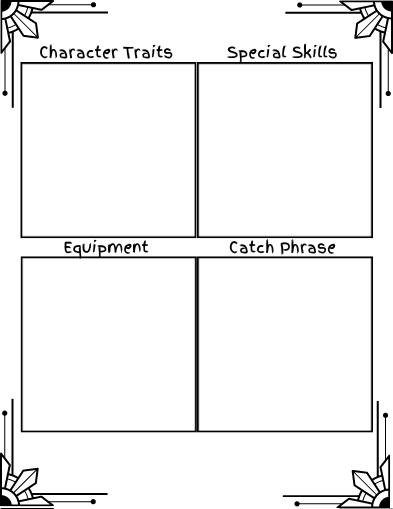 Character Traits
Special Skills
Equipment
Catch Phrase